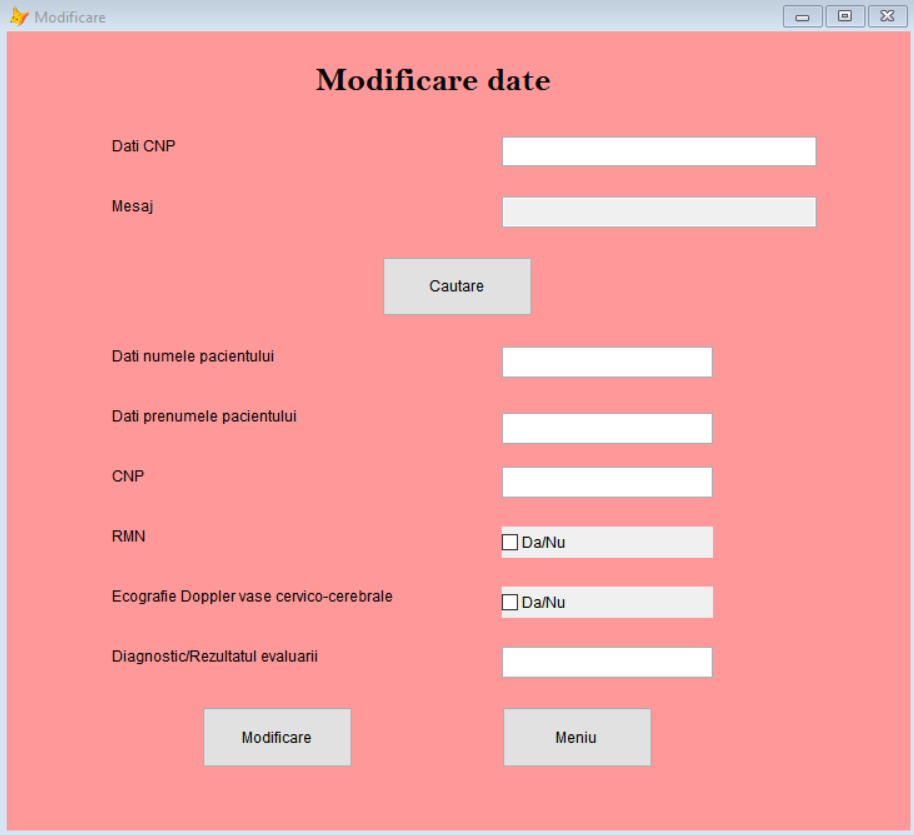 Modificare
Modificare date
Dati CNP
Mesaj
Cautare
Dati numele pacientului
Dati prenumele pacientului
CNP
RMN
Da/Nu
Ecografie Doppler vase cervico-cerebrale
Da/Nu
Diagnostic/Rezultatul evaluarii
Modificare
Meniu